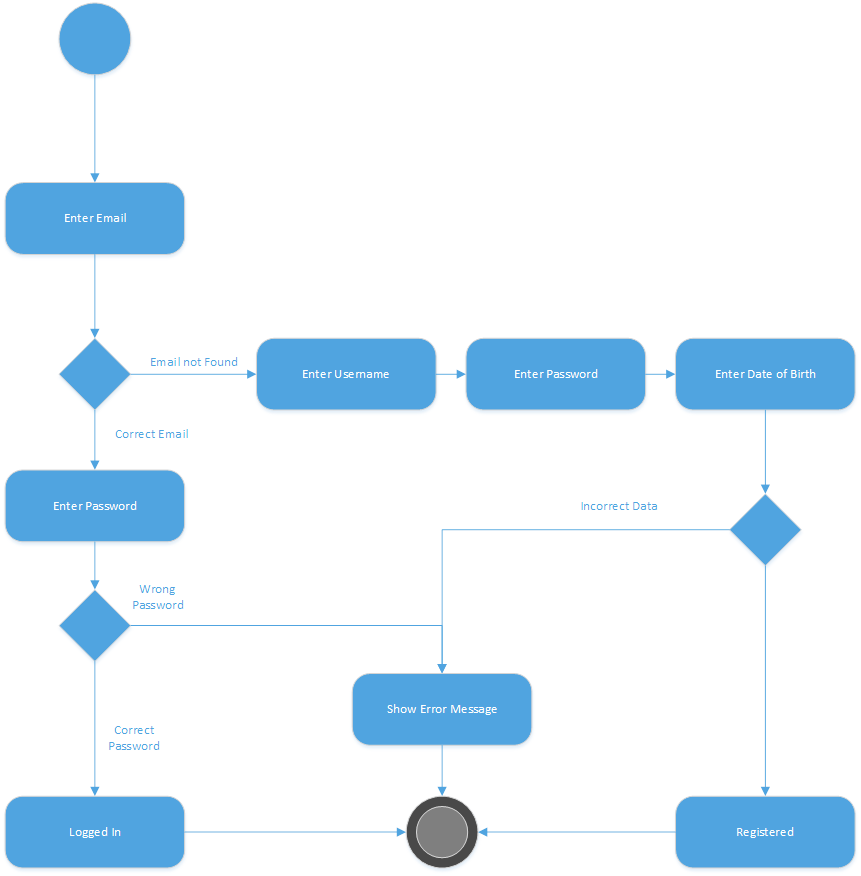 Enter Email
Email not Found
Enter Username
Enter Password
Enter Date of Birth
Correct Email
Enter Password
Incorrect Data
Wrong
Password
Show Error Message
Correct
Password
Logged In
Registered